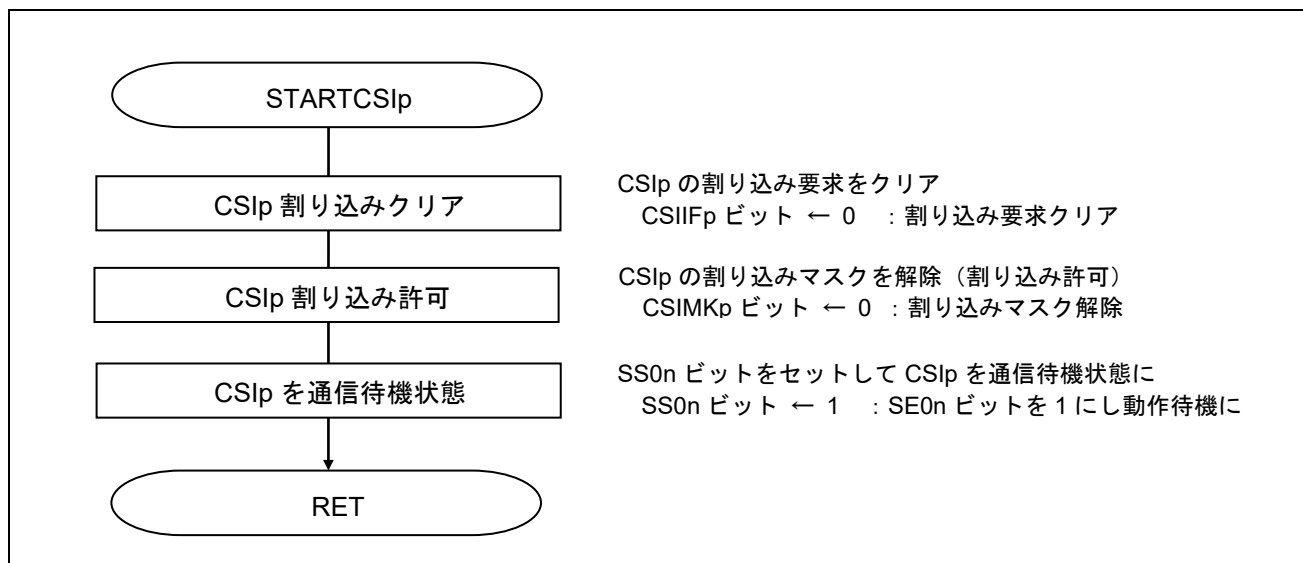 STARTCSIp
CSIp 割り込みクリア
CSIp の割り込み要求をクリア
CSIIFp ビット ← 0 : 割り込み要求クリア
CSIp 割り込み許可
CSIp の割り込みマスクを解除（割り込み許可）
CSIMKp ビット ← 0 : 割り込みマスク解除
CSIp を通信待機状態
SS0n ビットをセットして CSIp を通信待機状態に
SS0n ビット ← 1 : SE0n ビットを 1 にし動作待機に
RET